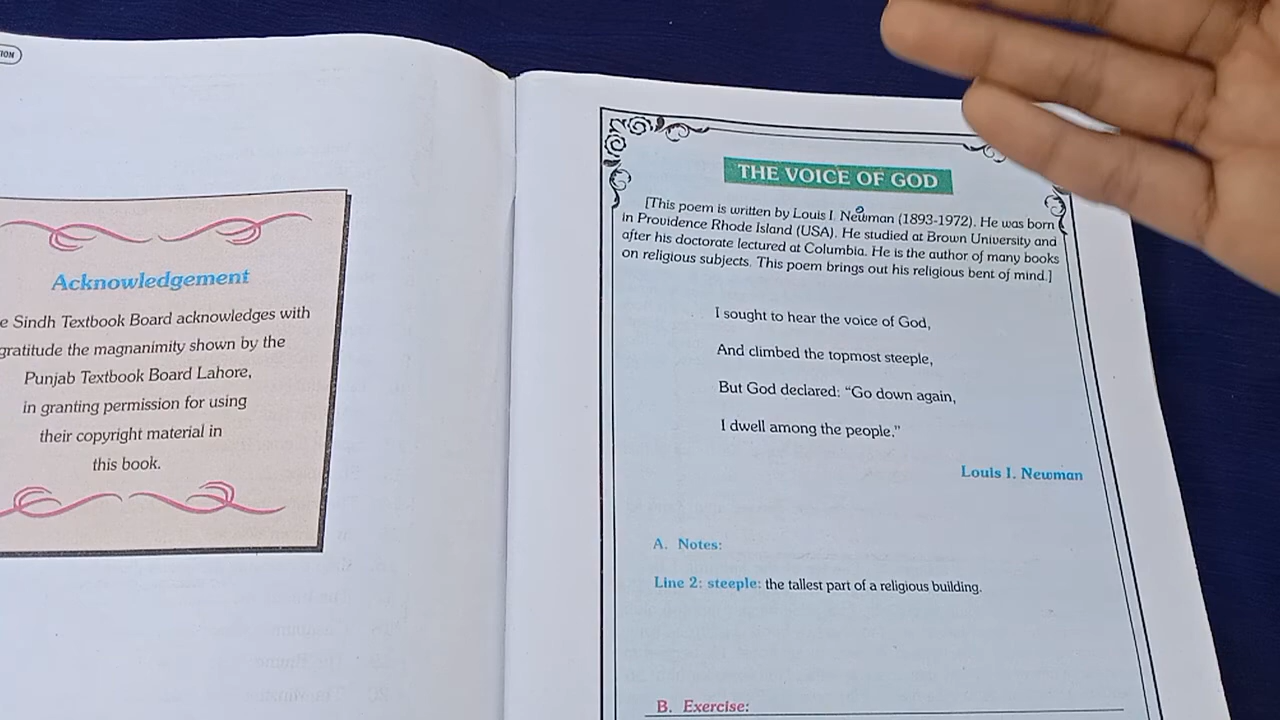 Acknowledgement
Sindh Textbook Board acknowledges with
gratitude the magnanimity shown by the
Punjab Textbook Board Lahore,
in granting permission for using
their copyright material in
this book.
THE VOICE OF GOD
[This poem is written by Louis I. Newman (1893-1972). He was born
in Providence Rhode Island (USA). He studied at Brown University and
after his doctorate lectured at Columbia. He is the author of many books
on religious subjects. This poem brings out his religious bent of mind.]
I sought to hear the voice of God,
And climbed the topmost steeple,
But God declared: “Go down again,
I dwell among the people.”
Louis I. Newman
A. Notes:
Line 2: steeple: the tallest part of a religious building.
B. Exercise: